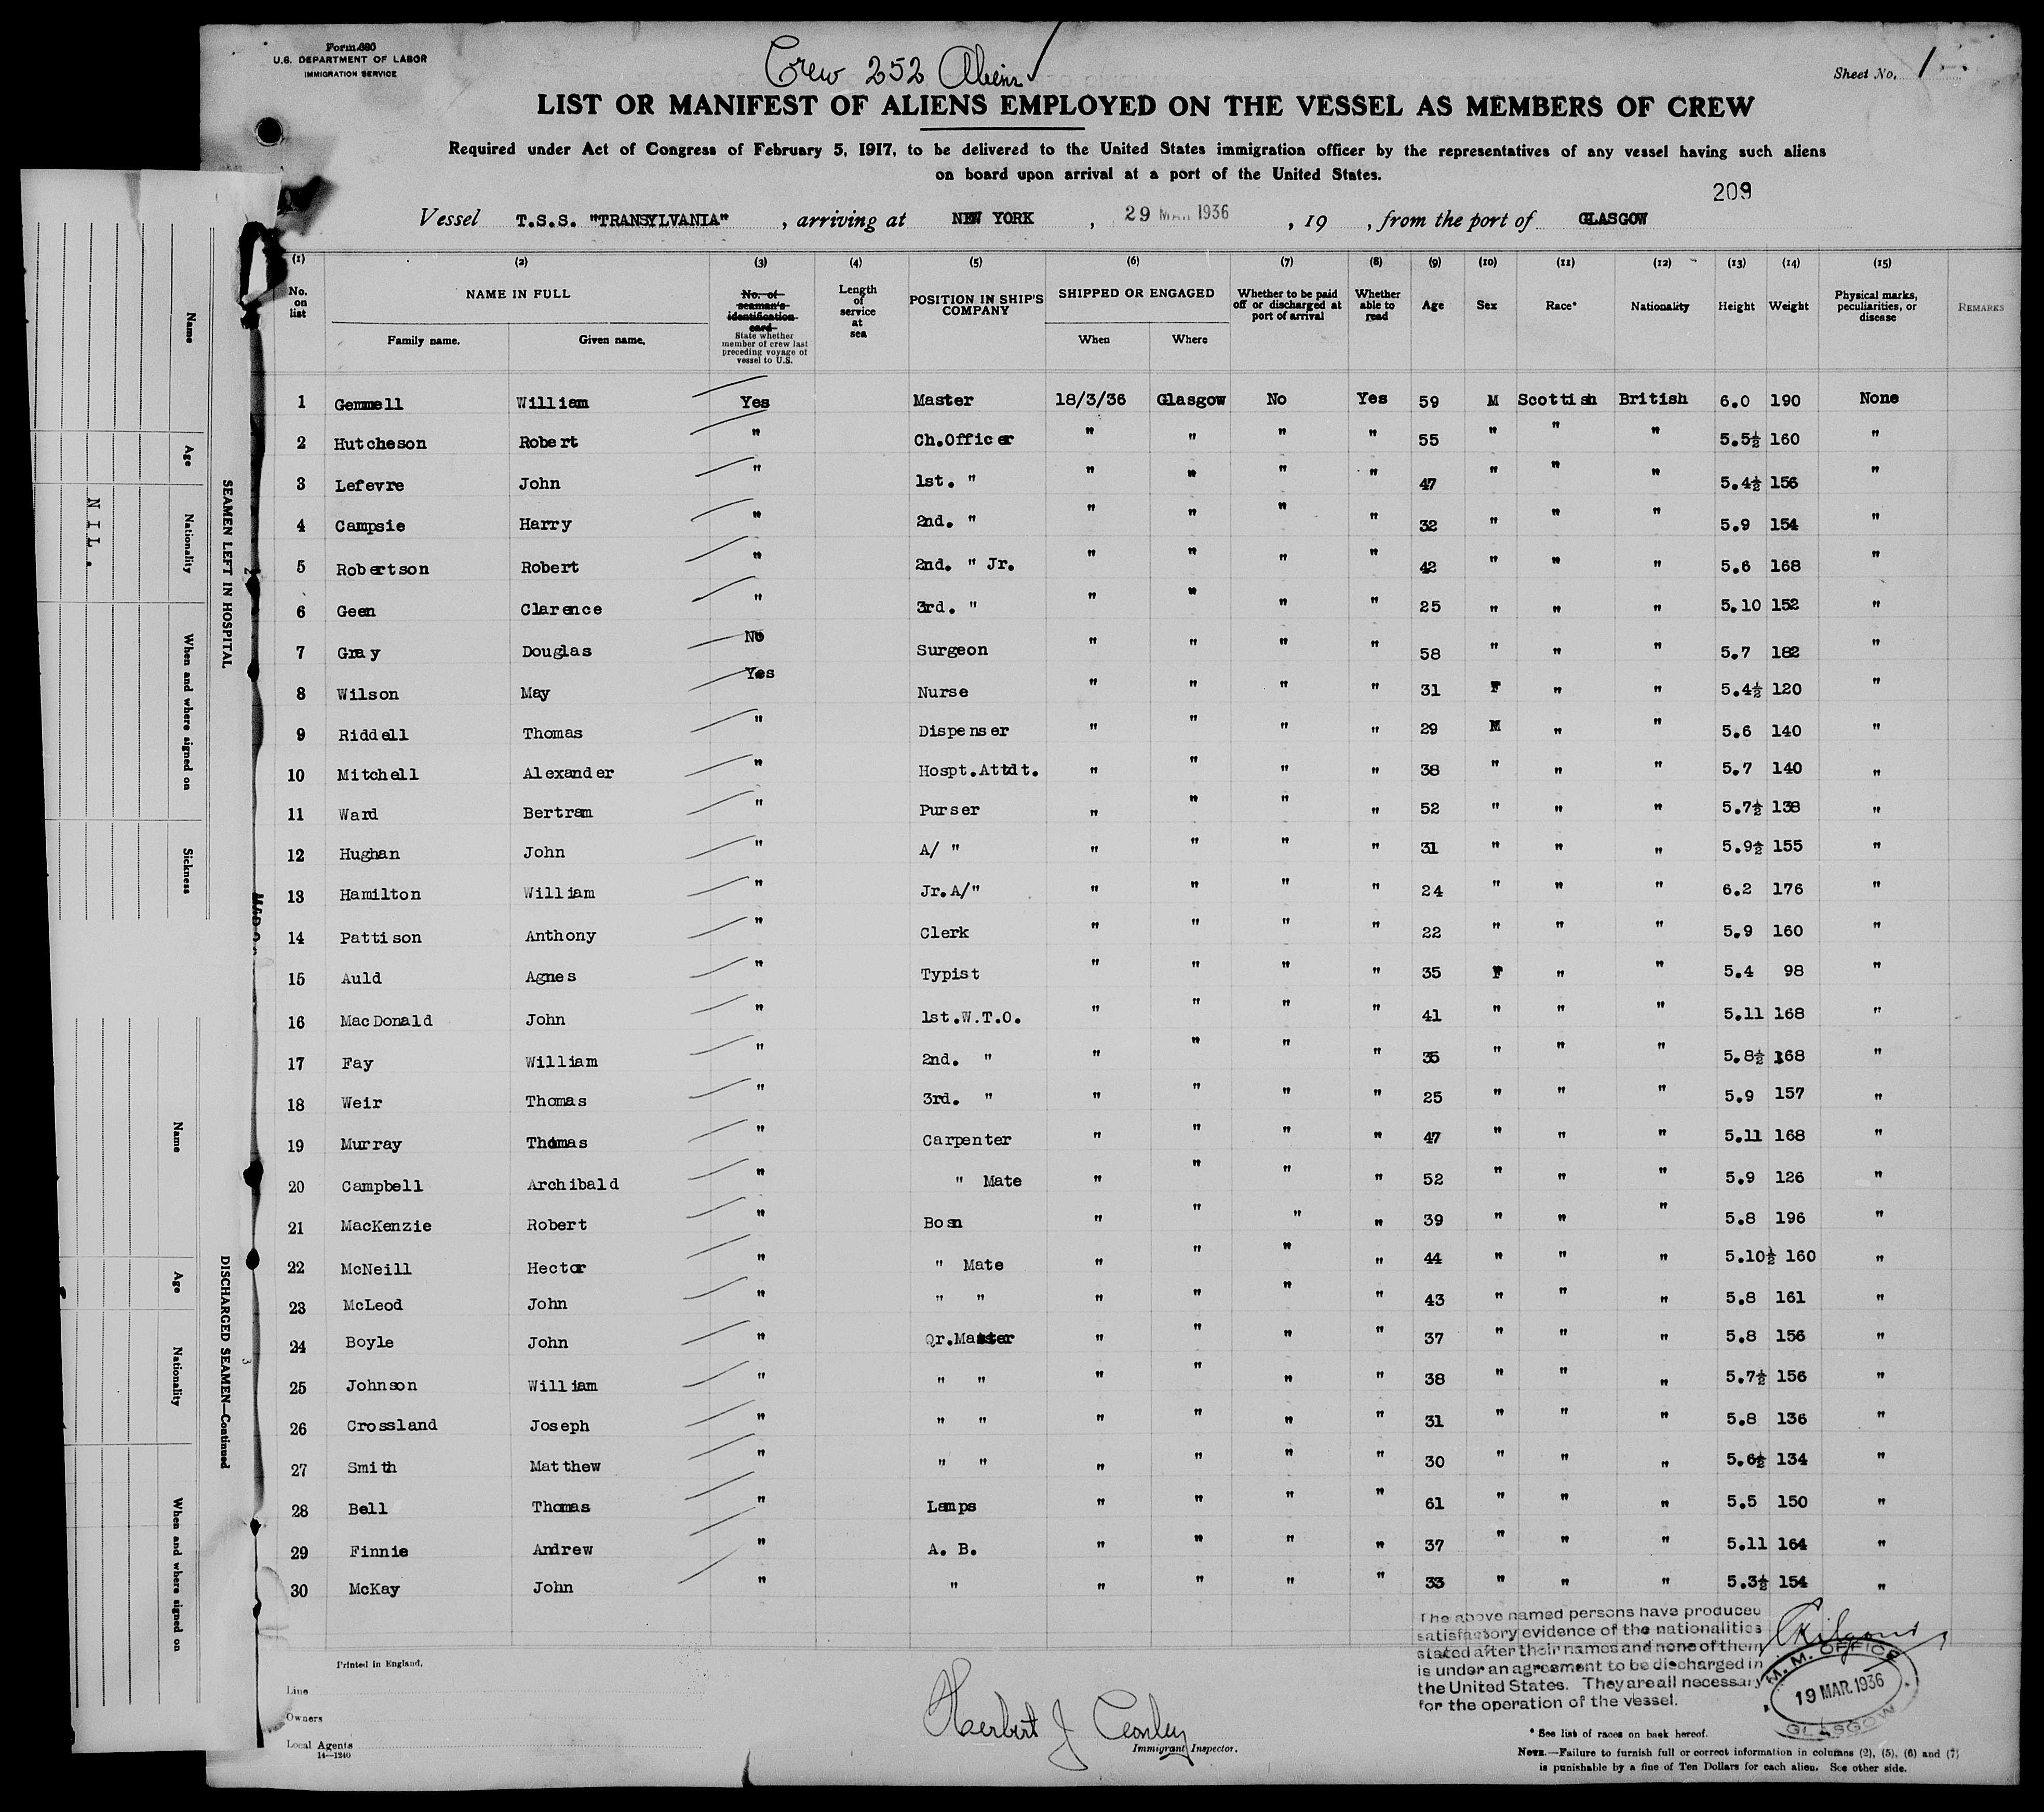 Form 680
U.S. DEPARTMENT OF LABOR
IMMIGRATION SERVICE
Crew 252 Aliens
Sheet No. 1
LIST OR MANIFEST OF ALIENS EMPLOYED ON THE VESSEL AS MEMBERS OF CREW
Required under Act of Congress of February 5, 1917, to be delivered to the United States immigration officer by the representatives of any vessel having such aliens
on board upon arrival at a port of the United States.
209
Vessel T.S.S. "TRANSYLVANIA" , arriving at NEW YORK , 29 MAR 1936 , 19 , from the port of GLASGOW
(1) (2) (3) (4) (5) (6) (7) (8) (9) (10) (11) (12) (13) (14) (15)
No. on list NAME IN FULL Family name. Given name. No. of seaman's identification card State whether member of crew last preceding voyage of vessel to U.S. Length of service at sea POSITION IN SHIP'S COMPANY SHIPPED OR ENGAGED When Where Whether to be paid off or discharged at port of arrival Whether able to read Age Sex Race* Nationality Height Weight Physical marks, peculiarities, or disease REMARKS
1 Gemmell William Yes Master 18/3/36 Glasgow No Yes 59 M Scottish British 6.0 190 None
2 Hutcheson Robert " Ch.Officer " " " " 55 " " " 5.5½ 160 "
3 Lefevre John " 1st. " " " " " 47 " " " 5.4½ 156 "
4 Campsie Harry " 2nd. " " " " " 32 " " " 5.9 154 "
5 Robertson Robert " 2nd. " Jr. " " " " 42 " " " 5.6 168 "
6 Geen Clarence " 3rd. " " " " " 25 " " " 5.10 152 "
7 Gray Douglas No Surgeon " " " " 58 " " " 5.7 182 "
8 Wilson May Yes Nurse " " " " 31 F " " 5.4½ 120 "
9 Riddell Thomas " Dispenser " " " " 29 M " " 5.6 140 "
10 Mitchell Alexander " Hospt.Attdt. " " " " 38 " " " 5.7 140 "
11 Ward Bertram " Purser " " " " 52 " " " 5.7½ 138 "
12 Hughan John " A/ " " " " " 31 " " " 5.9½ 155 "
13 Hamilton William " Jr.A/" " " " " 24 " " " 6.2 176 "
14 Pattison Anthony " Clerk " " " " 22 " " " 5.9 160 "
15 Auld Agnes " Typist " " " " 35 F " " 5.4 98 "
16 MacDonald John " 1st.W.T.O. " " " " 41 " " " 5.11 168 "
17 Fay William " 2nd. " " " " " 35 " " " 5.8½ 168 "
18 Weir Thomas " 3rd. " " " " " 25 " " " 5.9 157 "
19 Murray Thomas " Carpenter " " " " 47 " " " 5.11 168 "
20 Campbell Archibald " " Mate " " " " 52 " " " 5.9 126 "
21 MacKenzie Robert " Bosn " " " " 39 " " " 5.8 196 "
22 McNeill Hector " " Mate " " " " 44 " " " 5.10½ 160 "
23 McLeod John " " " " " " " 43 " " " 5.8 161 "
24 Boyle John " Qr.Master " " " " 37 " " " 5.8 156 "
25 Johnson William " " " " " " " 38 " " " 5.7½ 156 "
26 Crossland Joseph " " " " " " " 31 " " " 5.8 136 "
27 Smith Matthew " " " " " " " 30 " " " 5.6½ 134 "
28 Bell Thomas " Lamps " " " " 61 " " " 5.5 150 "
29 Finnie Andrew " A. B. " " " " 37 " " " 5.11 164 "
30 McKay John " " " " " " 33 " " " 5.3½ 154 "
The above named persons have produced
satisfactory evidence of the nationalities
stated after their names and none of them
is under an agreement to be discharged in
the United States. They are all necessary
for the operation of the vessel.
M. M. OFFICE
19 MAR. 1936
GLASGOW
Printed in England.
Line
Owners
Local Agents
14—1240
Herbert J
Immigrant Inspector.
* See list of races on back hereof.
NOTE.—Failure to furnish full or correct information in columns (2), (5), (6) and (7)
is punishable by a fine of Ten Dollars for each alien. See other side.
SEAMEN LEFT IN HOSPITAL
Name Age Nationality When and where signed on Sickness
NIL.
DISCHARGED SEAMEN—Continued
Name Age Nationality When and where signed on